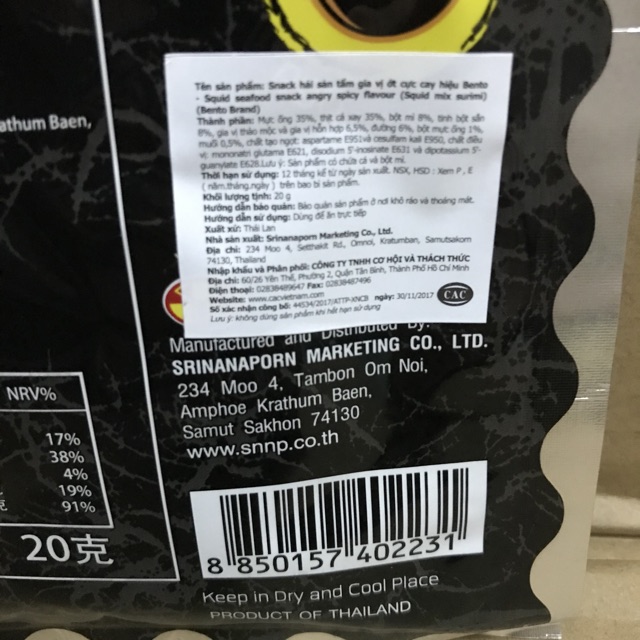 athum Baen,
Tên sản phẩm: Snack hải sản tẩm gia vị ớt cực cay hiệu Bento
- Squid seafood snack angry spicy flavour (Squid mix surimi)
(Bento Brand)
Thành phần: Mực ống 35%, thịt cá xay 35%, bột mì 8%, tinh bột sắn
8%, gia vị thảo mộc và gia vị hỗn hợp 6,5%, đường 6%, bột mực ống 1%,
muối 0,5%, chất tạo ngọt: aspartame E951và cesulfam kali E950, chất điều
vị: mononatri glutama E621, disodium 5'-inosinate E631 và dipotassium 5'-
guanylate E628.Lưu ý: Sản phẩm có chứa cá và bột mì.
Thời hạn sử dụng: 12 tháng kể từ ngày sản xuất. NSX, HSD : Xem P , E
( năm.tháng.ngày ) trên bao bì sản phẩm.
Khối lượng tịnh: 20 g
Hướng dẫn bảo quản: Bảo quản sản phẩm ở nơi khô ráo và thoáng mát.
Hướng dẫn sử dụng: Dùng để ăn trực tiếp
Xuất xứ: Thái Lan
Nhà sản xuất: Srinanaporn Marketing Co., Ltd.
Địa chỉ: 234 Moo 4, Setthakit Rd., Omnoi, Kratumban, Samutsakorn
74130, Thailand
Nhập khẩu và Phân phối: CÔNG TY TNHH CƠ HỘI VÀ THÁCH THỨC
Địa chỉ: 60/26 Yên Thế, Phường 2, Quận Tân Bình, Thành Phố Hồ Chí Minh
Điện thoại: 02838489647 Fax: 02838487496
Website: www.cacvietnam.com
Số xác nhận công bố: 44534/2017/ATTP-XNCB ngày: 30/11/2017
Lưu ý: không dùng sản phẩm khi hết hạn sử dụng
CAC
Manufactured and Distributed By:
SRINANAPORN MARKETING CO., LTD.
234 Moo 4, Tambon Om Noi,
Amphoe Krathum Baen,
Samut Sakhon 74130
www.snnp.co.th
NRV%
17%
38%
4%
19%
克 91%
20克
8 850157 402231
Keep in Dry and Cool Place
PRODUCT OF THAILAND